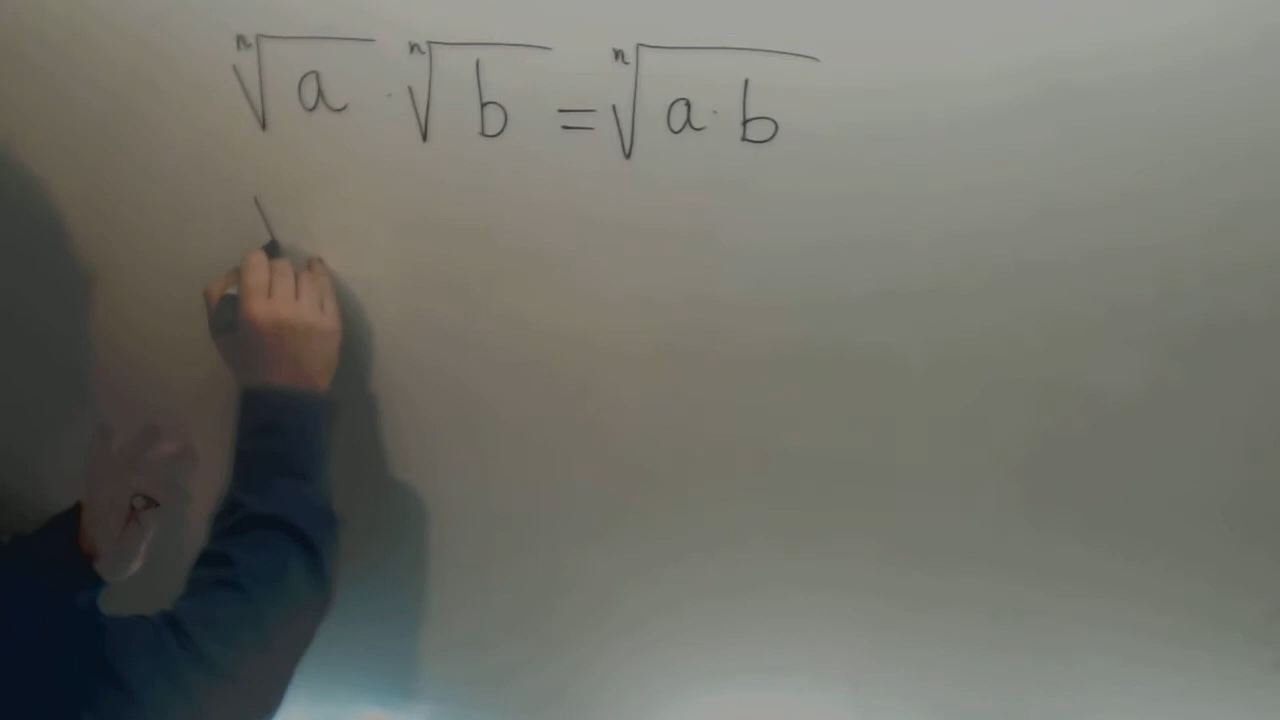 ⁿ√a · ⁿ√b = ⁿ√a · b